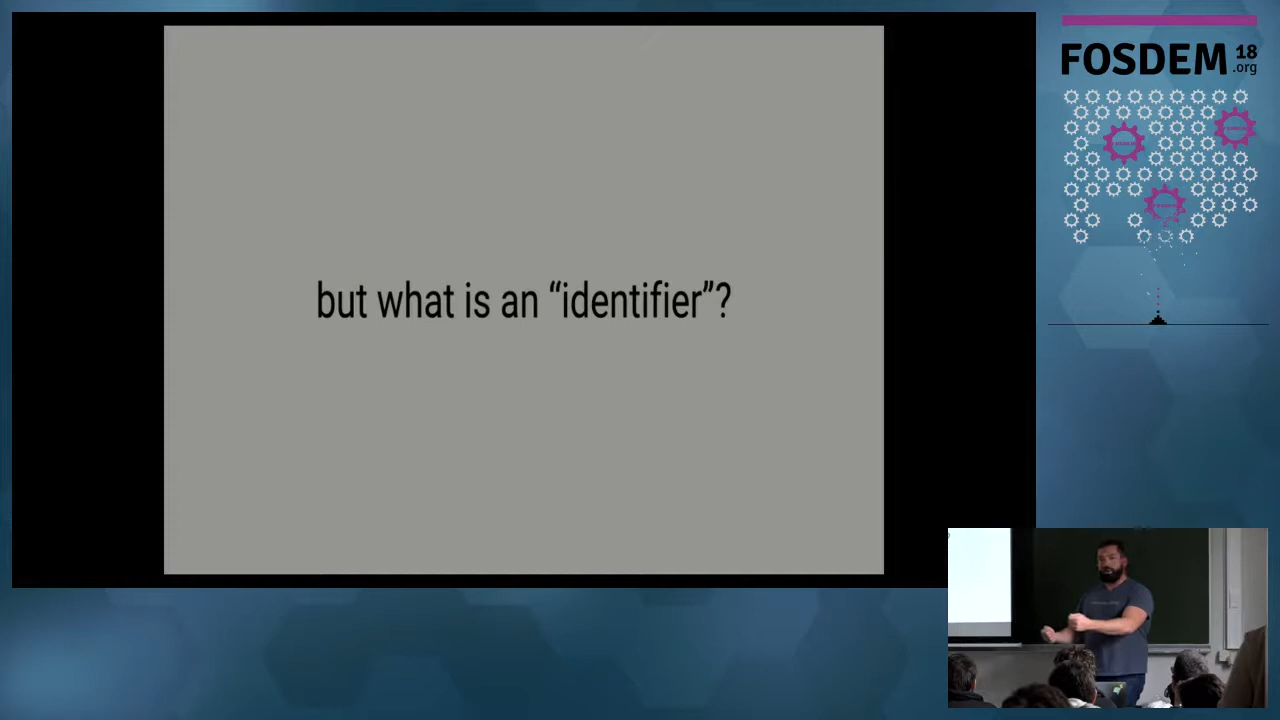 but what is an “identifier”?
FOSDEM 18
.org